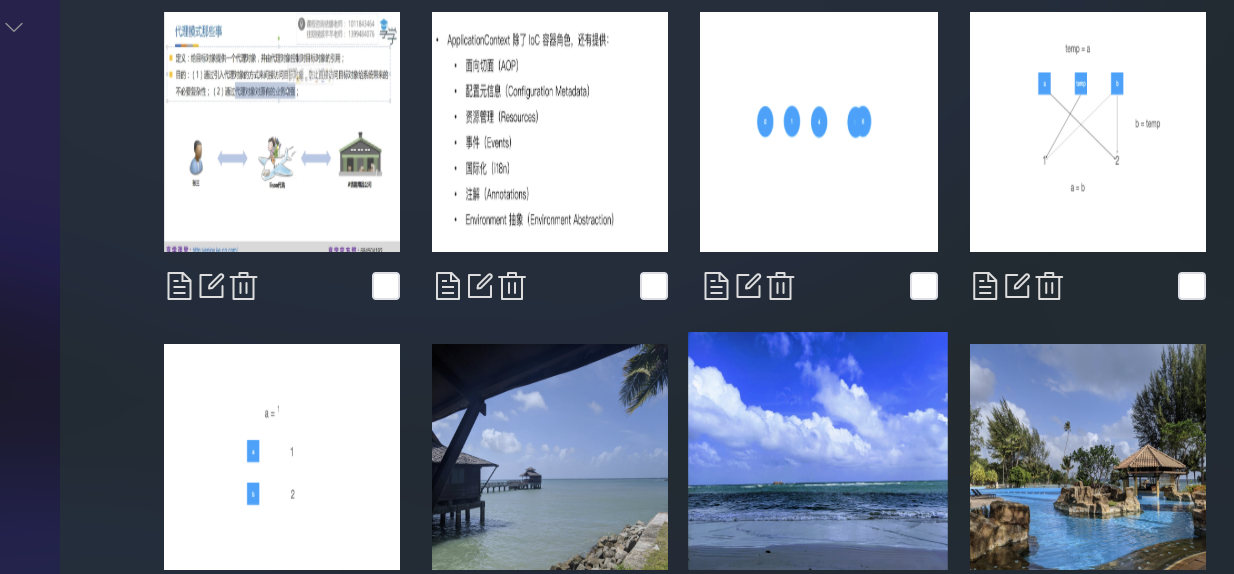 代理模式那些事
定义：给目标对象提供一个代理对象，并由代理对象控制对目标对象的引用；
目的：（1）通过引入代理对象的方式来间接访问目标对象，防止直接访问目标对象给系统带来的
不必要复杂性；（2）通过代理对象对原有的业务增强；
• ApplicationContext 除了 IoC 容器角色，还有提供：
• 面向切面（AOP）
• 配置元信息（Configuration Metadata）
• 资源管理（Resources）
• 事件（Events）
• 国际化（i18n）
• 注解（Annotations）
• Environment 抽象（Environment Abstraction）
temp = a
a temp b
b = temp
1 2
a = b
a = 1
a 1
b 2